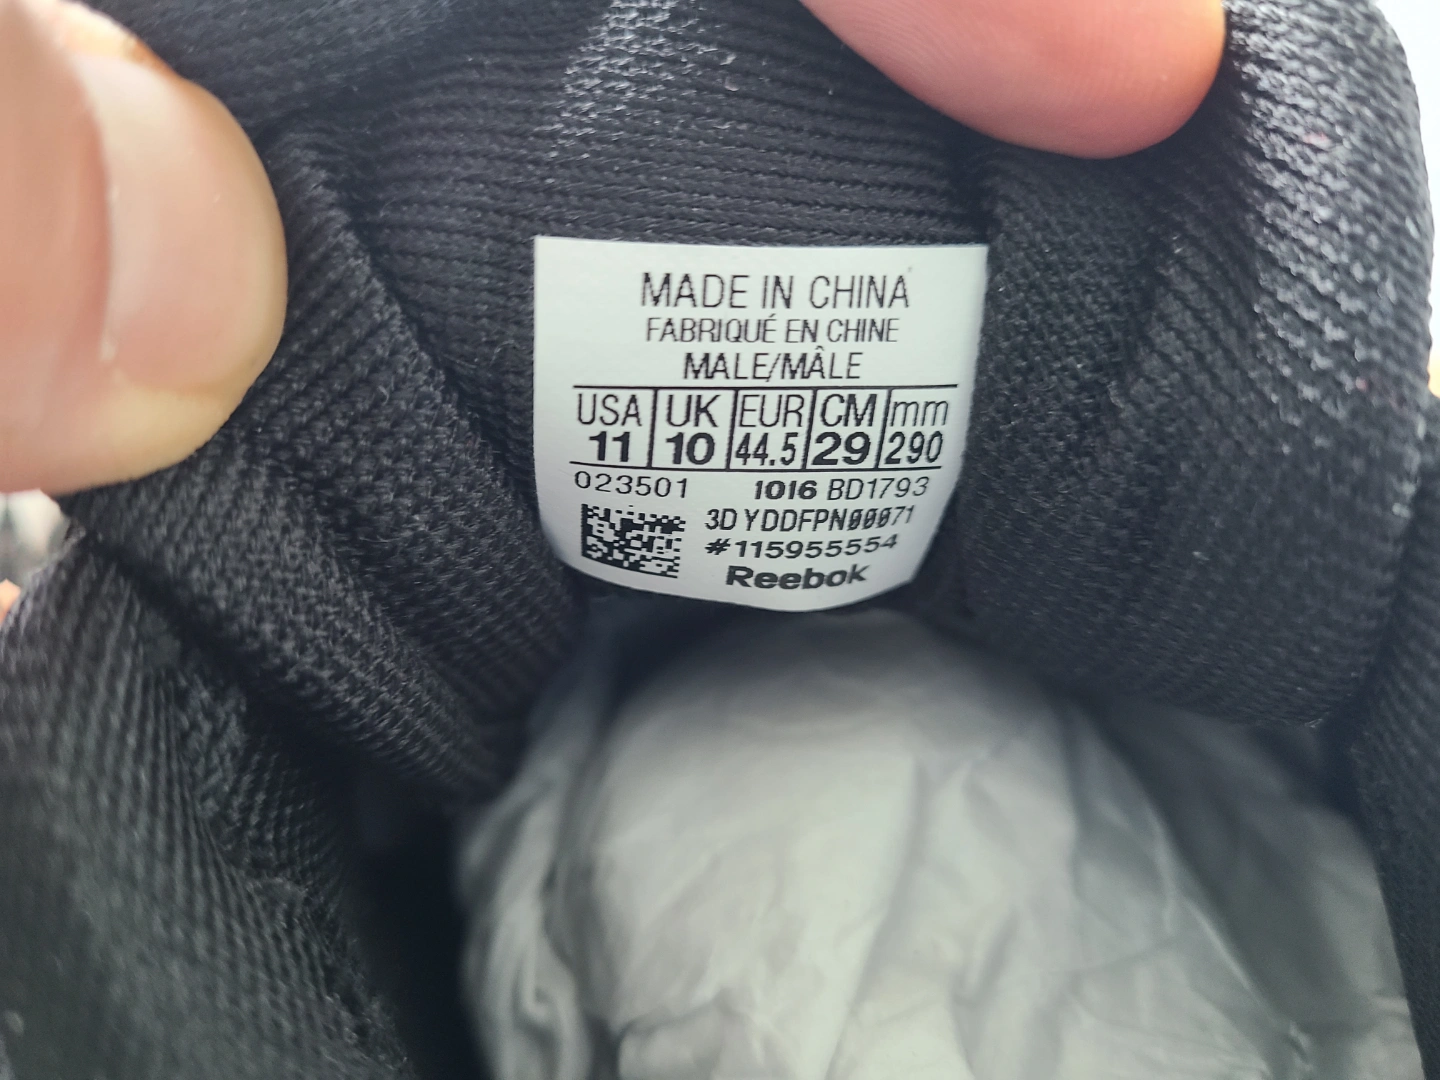 MADE IN CHINA
FABRIQUÉ EN CHINE
MALE/MÂLE
USA UK EUR CM mm
11 10 44.5 29 290
023501 1016 BD1793
3D YDDFPN00071
#115955554
Reebok